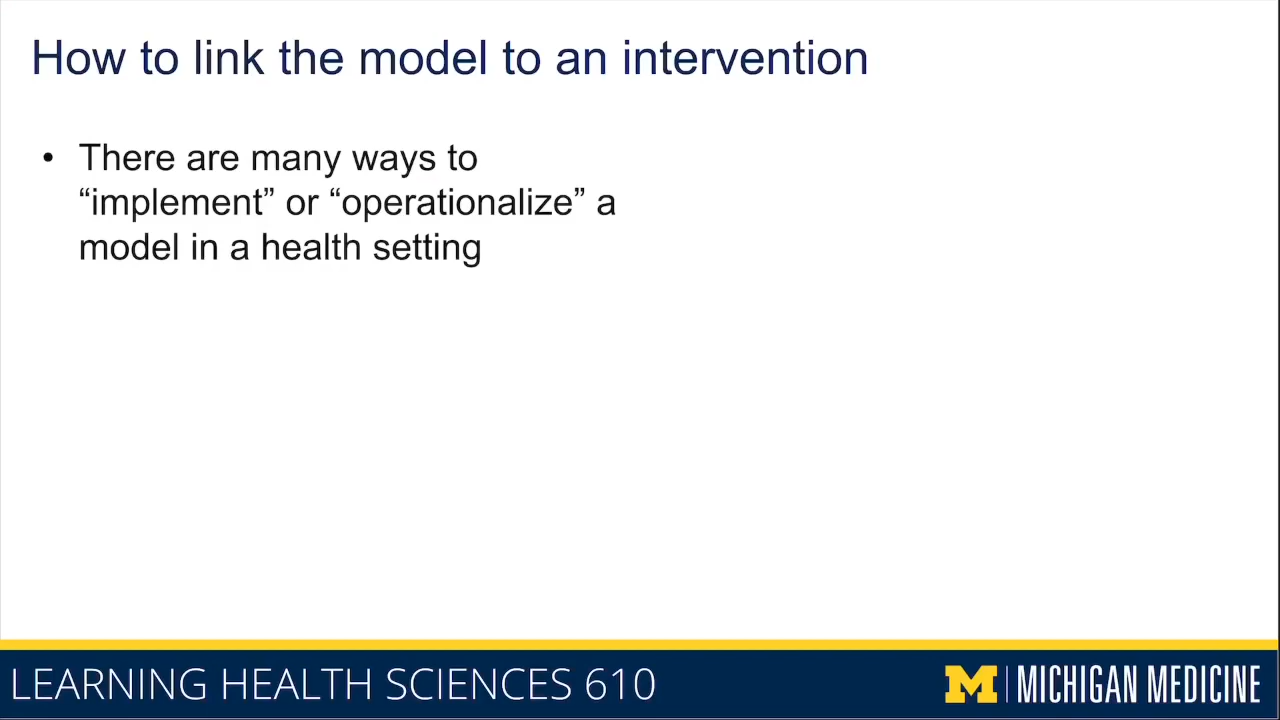 How to link the model to an intervention
• There are many ways to
“implement” or “operationalize” a
model in a health setting
LEARNING HEALTH SCIENCES 610
M | MICHIGAN MEDICINE